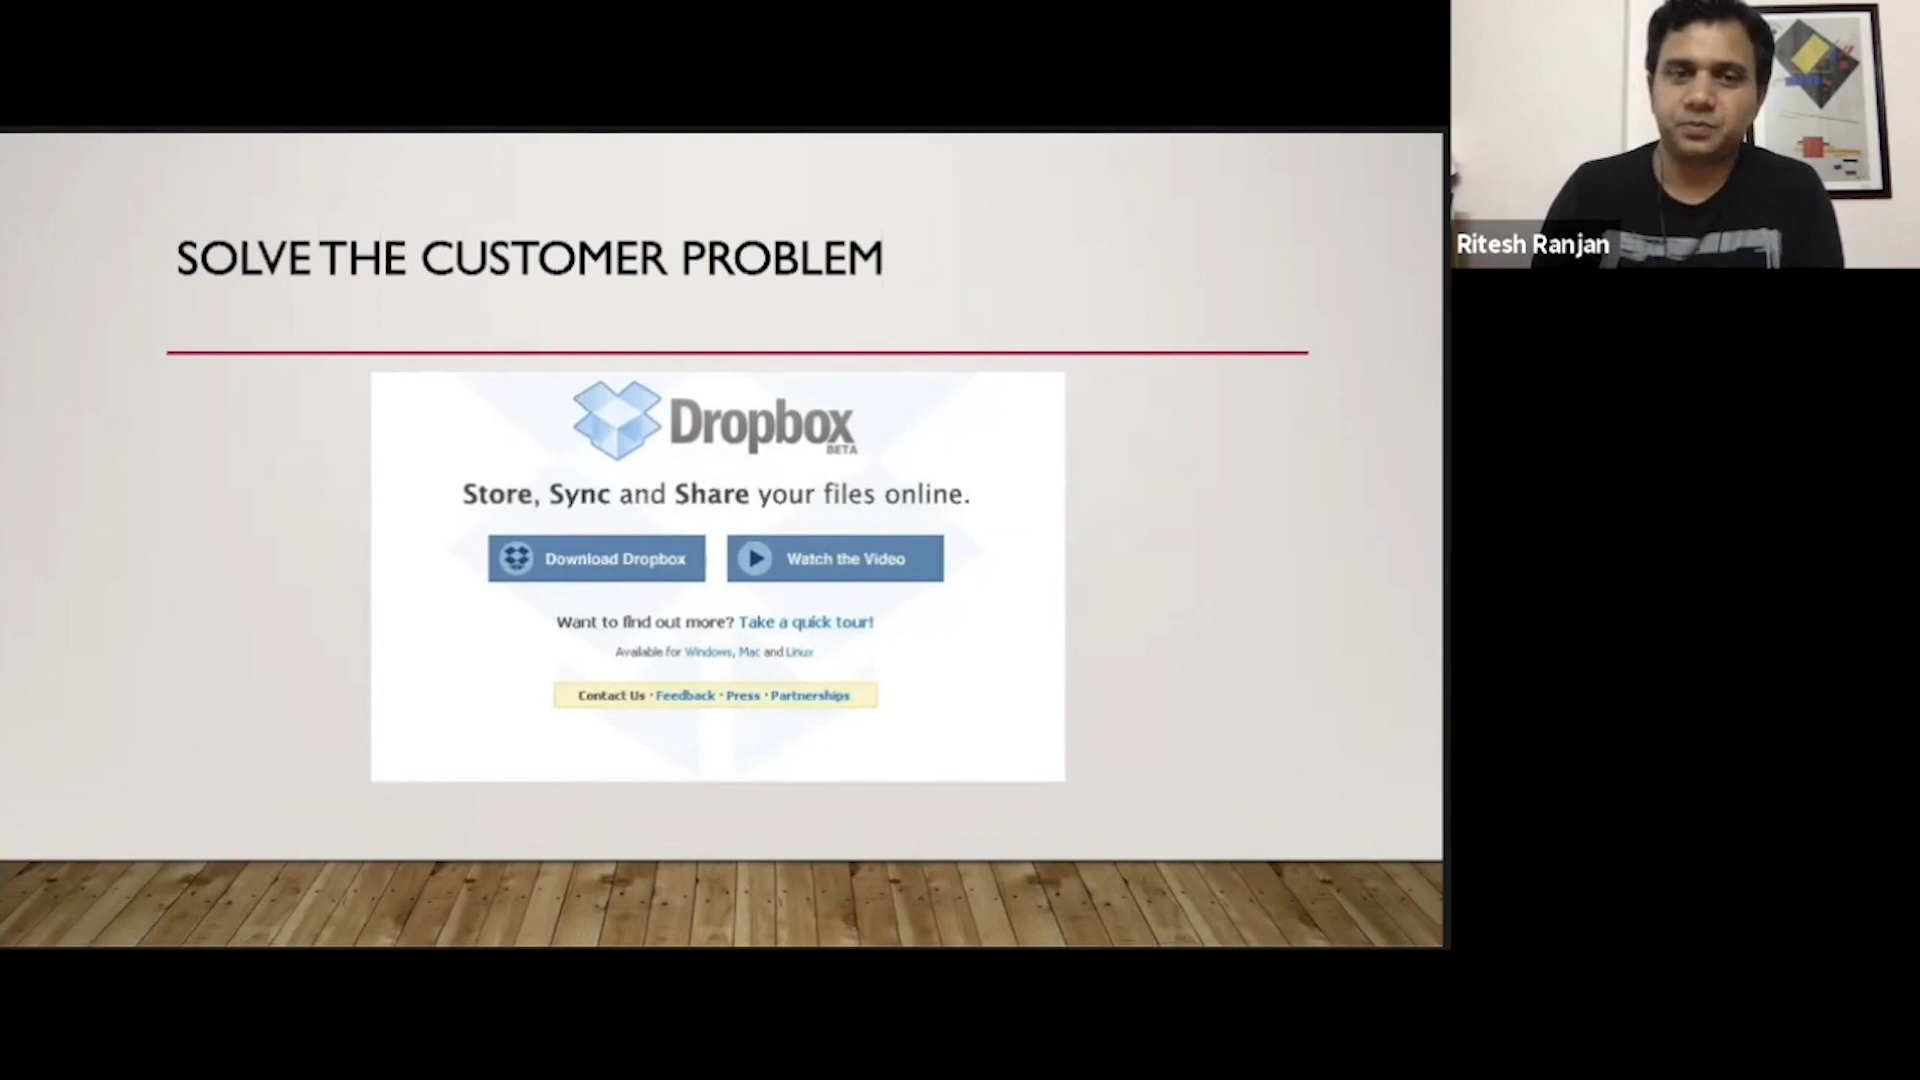 SOLVE THE CUSTOMER PROBLEM
Dropbox
BETA
Store, Sync and Share your files online.
Download Dropbox
Watch the Video
Want to find out more? Take a quick tour!
Available for Windows, Mac and Linux
Contact Us · Feedback · Press · Partnerships
Ritesh Ranjan